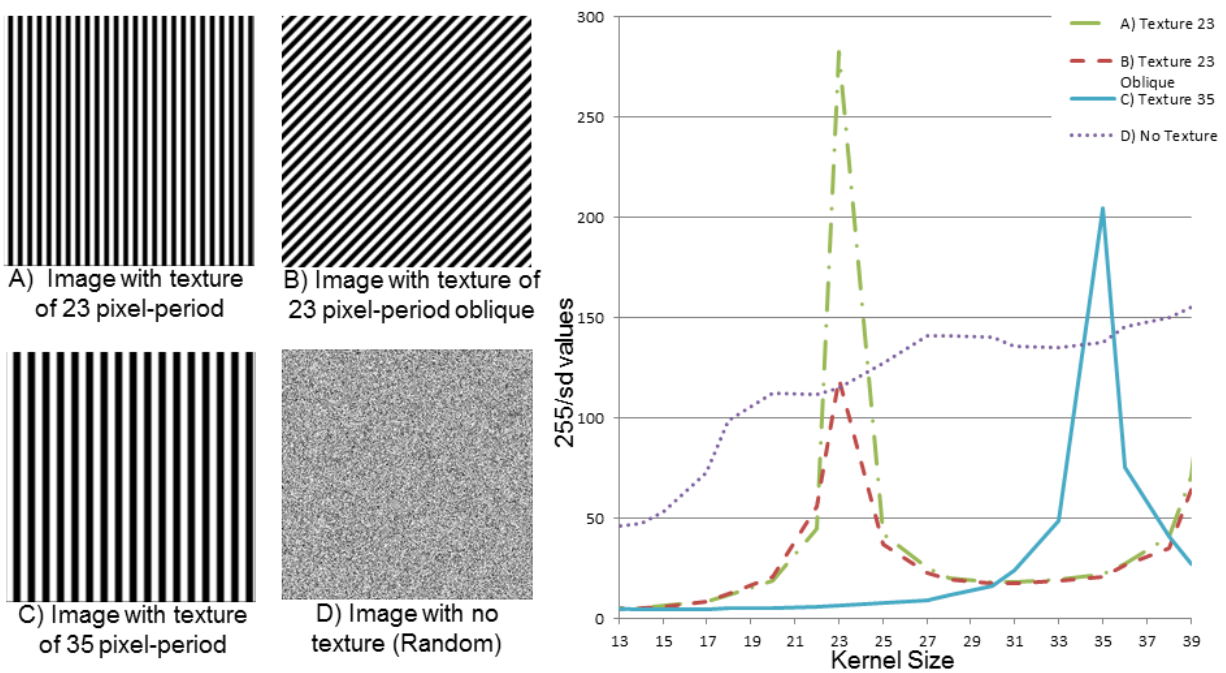 A) Image with texture
of 23 pixel-period
B) Image with texture of
23 pixel-period oblique
C) Image with texture
of 35 pixel-period
D) Image with no
texture (Random)
300
250
200
150
100
50
0
255/sd values
13 15 17 19 21 23 25 27 29 31 33 35 37 39
Kernel Size
A) Texture 23
B) Texture 23
Oblique
C) Texture 35
D) No Texture